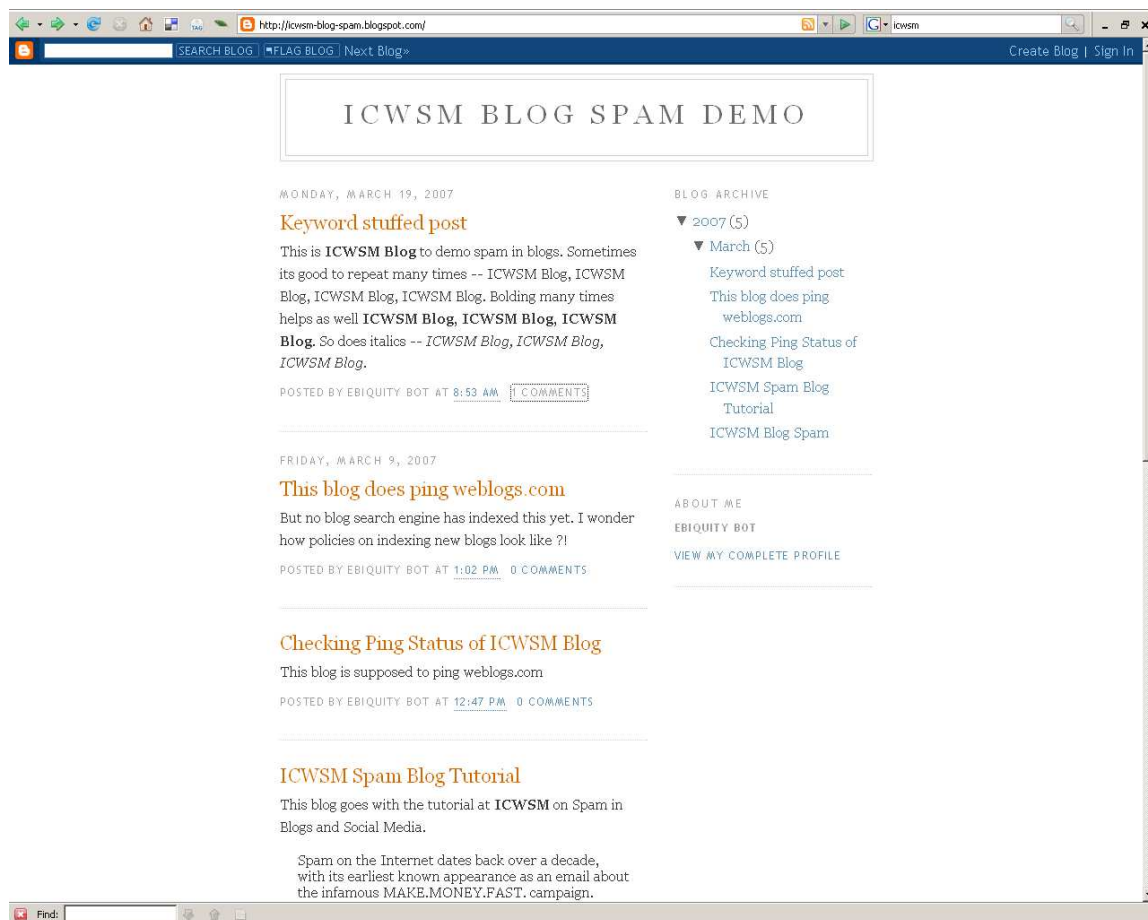 TAG
http://icwsm-blog-spam.blogspot.com/
G
icwsm
SEARCH BLOG
FLAG BLOG
Next Blog»
Create Blog | Sign In
ICWSM BLOG SPAM DEMO
MONDAY, MARCH 19, 2007
Keyword stuffed post
This is ICWSM Blog to demo spam in blogs. Sometimes
its good to repeat many times -- ICWSM Blog, ICWSM
Blog, ICWSM Blog, ICWSM Blog. Bolding many times
helps as well ICWSM Blog, ICWSM Blog, ICWSM
Blog. So does italics -- ICWSM Blog, ICWSM Blog,
ICWSM Blog.
POSTED BY EBIQUITY BOT AT 8:53 AM 1 COMMENTS
FRIDAY, MARCH 9, 2007
This blog does ping weblogs.com
But no blog search engine has indexed this yet. I wonder
how policies on indexing new blogs look like ?!
POSTED BY EBIQUITY BOT AT 1:02 PM 0 COMMENTS
Checking Ping Status of ICWSM Blog
This blog is supposed to ping weblogs.com
POSTED BY EBIQUITY BOT AT 12:47 PM 0 COMMENTS
ICWSM Spam Blog Tutorial
This blog goes with the tutorial at ICWSM on Spam in
Blogs and Social Media.
Spam on the Internet dates back over a decade,
with its earliest known appearance as an email about
the infamous MAKE.MONEY.FAST. campaign.
BLOG ARCHIVE
▼ 2007 (5)
▼ March (5)
Keyword stuffed post
This blog does ping
weblogs.com
Checking Ping Status of
ICWSM Blog
ICWSM Spam Blog
Tutorial
ICWSM Blog Spam
ABOUT ME
EBIQUITY BOT
VIEW MY COMPLETE PROFILE
Find: